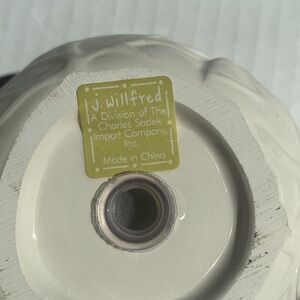 j. willfred
A Division of The
Charles Sadek
Import Company,
Inc.
Made in China